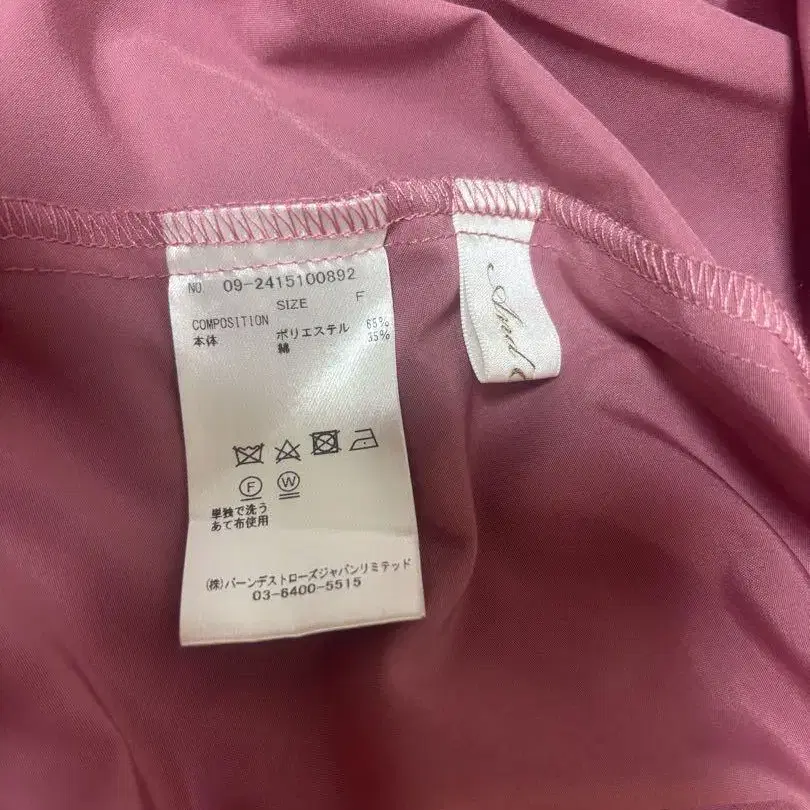 NO 09-2415100892
SIZE F
COMPOSITION
本体 ポリエステル 65%
綿 35%
F W
単独で洗う
あて布使用
(株)バーンデストローズジャパンリミテッド
03-6400-5515
And